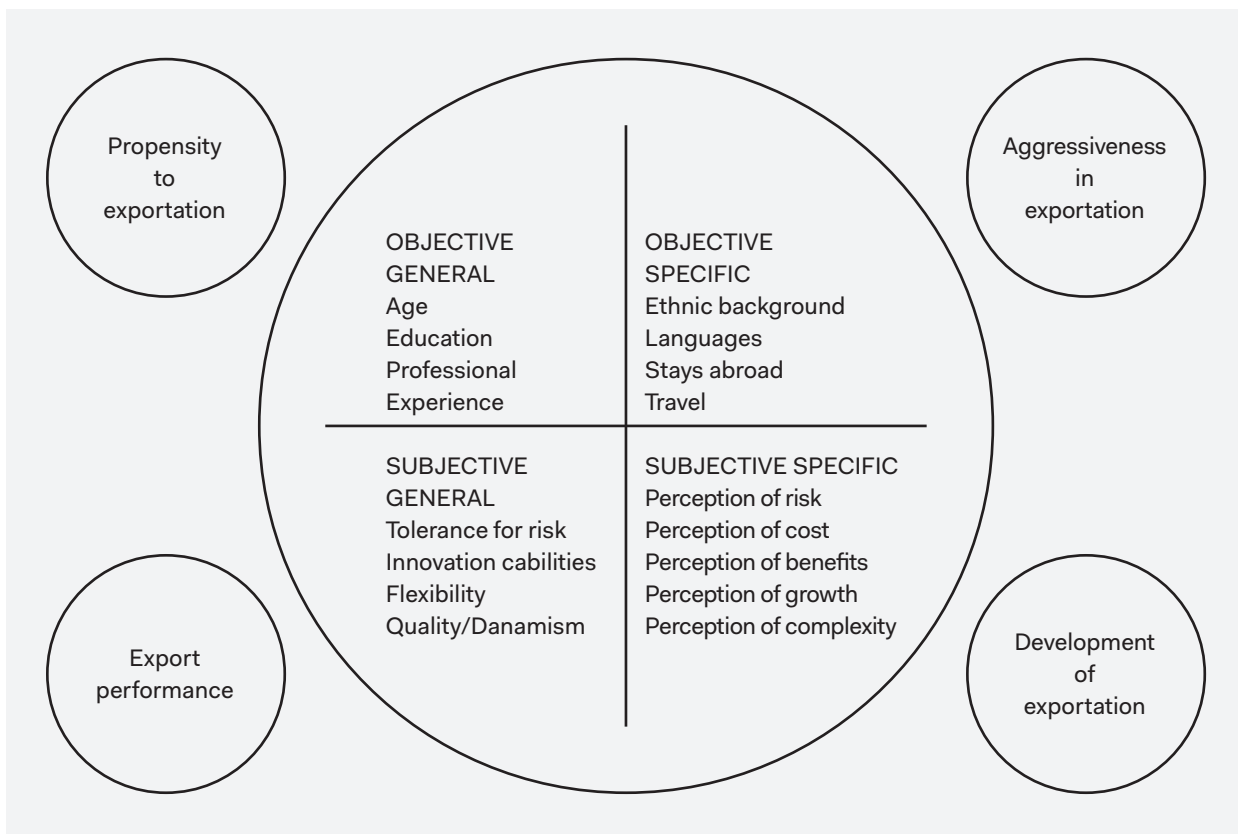 Propensity
to
exportation
Aggressiveness
in
exportation
OBJECTIVE
GENERAL
Age
Education
Professional
Experience
OBJECTIVE
SPECIFIC
Ethnic background
Languages
Stays abroad
Travel
SUBJECTIVE
GENERAL
Tolerance for risk
Innovation cabilities
Flexibility
Quality/Danamism
SUBJECTIVE SPECIFIC
Perception of risk
Perception of cost
Perception of benefits
Perception of growth
Perception of complexity
Export
performance
Development
of
exportation